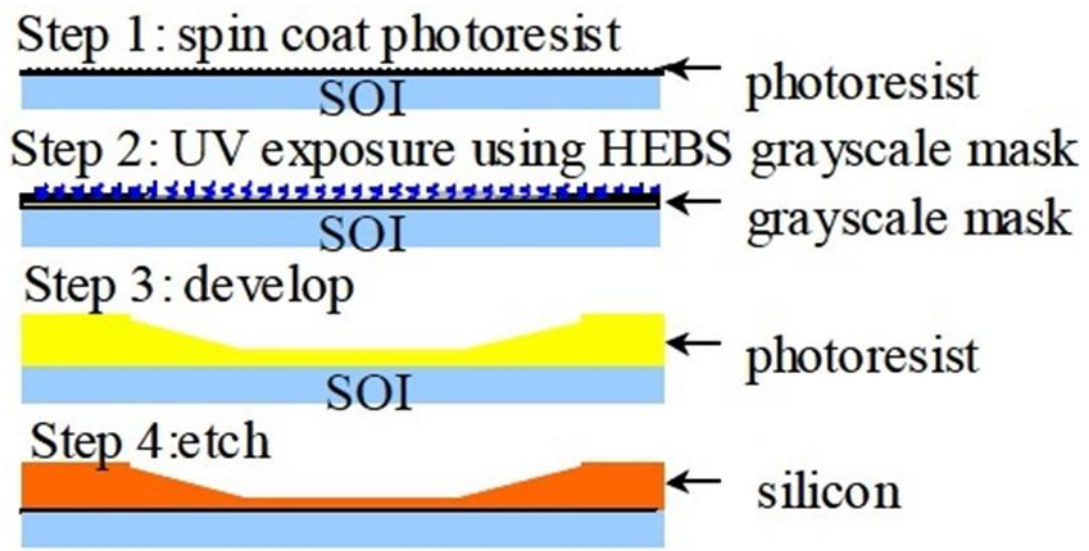 Step 1: spin coat photoresist
photoresist
SOI
Step 2: UV exposure using HEBS grayscale mask
grayscale mask
SOI
Step 3: develop
photoresist
SOI
Step 4:etch
silicon